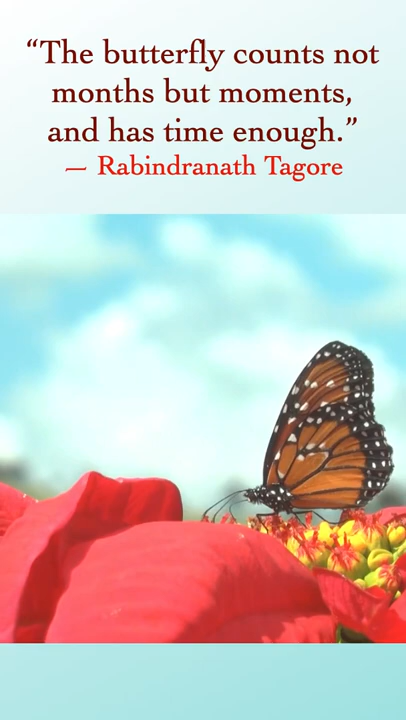 “The butterfly counts not
months but moments,
and has time enough.”
— Rabindranath Tagore